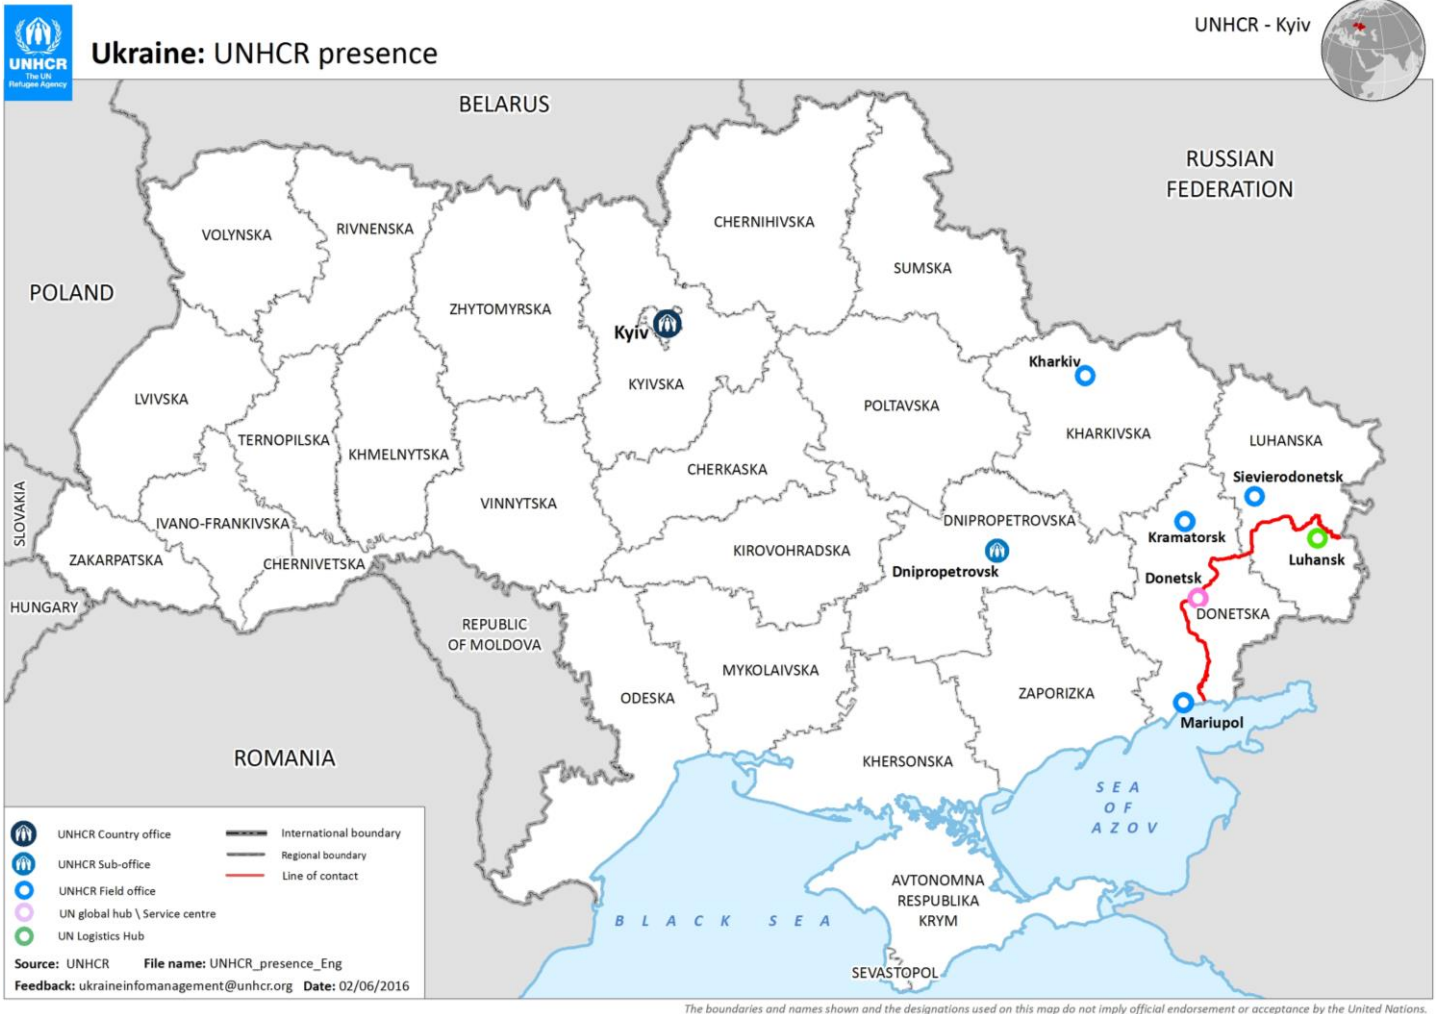 UNHCR
The UN
Refugee Agency
Ukraine: UNHCR presence
UNHCR - Kyiv
BELARUS
RUSSIAN
FEDERATION
POLAND
SLOVAKIA
HUNGARY
ROMANIA
REPUBLIC
OF MOLDOVA
VOLYNSKA
RIVNENSKA
ZHYTOMYRSKA
CHERNIHIVSKA
SUMSKA
Kyiv
KYIVSKA
LVIVSKA
TERNOPILSKA
KHMELNYTSKA
VINNYTSKA
CHERKASKA
POLTAVSKA
Kharkiv
KHARKIVSKA
LUHANSKA
Sievierodonetsk
IVANO-FRANKIVSKA
ZAKARPATSKA
CHERNIVETSKA
KIROVOHRADSKA
DNIPROPETROVSKA
Dnipropetrovsk
Kramatorsk
Luhansk
Donetsk
DONETSKA
ODESKA
MYKOLAIVSKA
ZAPORIZKA
KHERSONSKA
Mariupol
SEA
OF
AZOV
BLACK SEA
AVTONOMNA
RESPUBLIKA
KRYM
SEVASTOPOL
UNHCR Country office
UNHCR Sub-office
UNHCR Field office
UN global hub \ Service centre
UN Logistics Hub
International boundary
Regional boundary
Line of contact
Source: UNHCR File name: UNHCR_presence_Eng
Feedback: ukraineinfomanagement@unhcr.org Date: 02/06/2016
The boundaries and names shown and the designations used on this map do not imply official endorsement or acceptance by the United Nations.